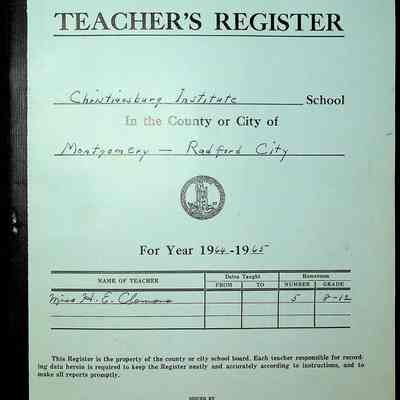 TEACHER'S REGISTER
Christiansburg Institute School
In the County or City of
Montgomery — Radford City
For Year 1964-1965
NAME OF TEACHER
Dates Taught
FROM TO
Homeroom
NUMBER GRADE
Miss H. E. Clemons 5 8-12
This Register is the property of the county or city school board. Each teacher responsible for record-
ing data herein is required to keep the Register neatly and accurately according to instructions, and to
make all reports promptly.
ISSUED BY